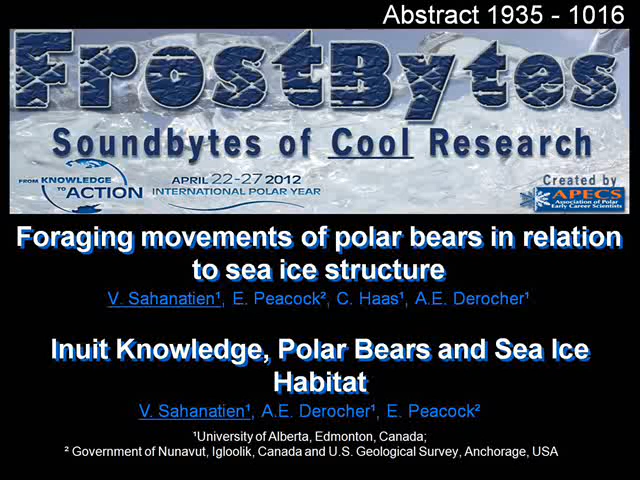 Abstract 1935 - 1016
FrostBytes
Soundbytes of Cool Research
FROM KNOWLEDGE
TO ACTION
APRIL 22-27 2012
INTERNATIONAL POLAR YEAR
Created by
APECS
Association of Polar
Early Career Scientists
Foraging movements of polar bears in relation
to sea ice structure
V. Sahanatien¹, E. Peacock², C. Haas¹, A.E. Derocher¹
Inuit Knowledge, Polar Bears and Sea Ice
Habitat
V. Sahanatien¹, A.E. Derocher¹, E. Peacock²
¹University of Alberta, Edmonton, Canada;
² Government of Nunavut, Igloolik, Canada and U.S. Geological Survey, Anchorage, USA